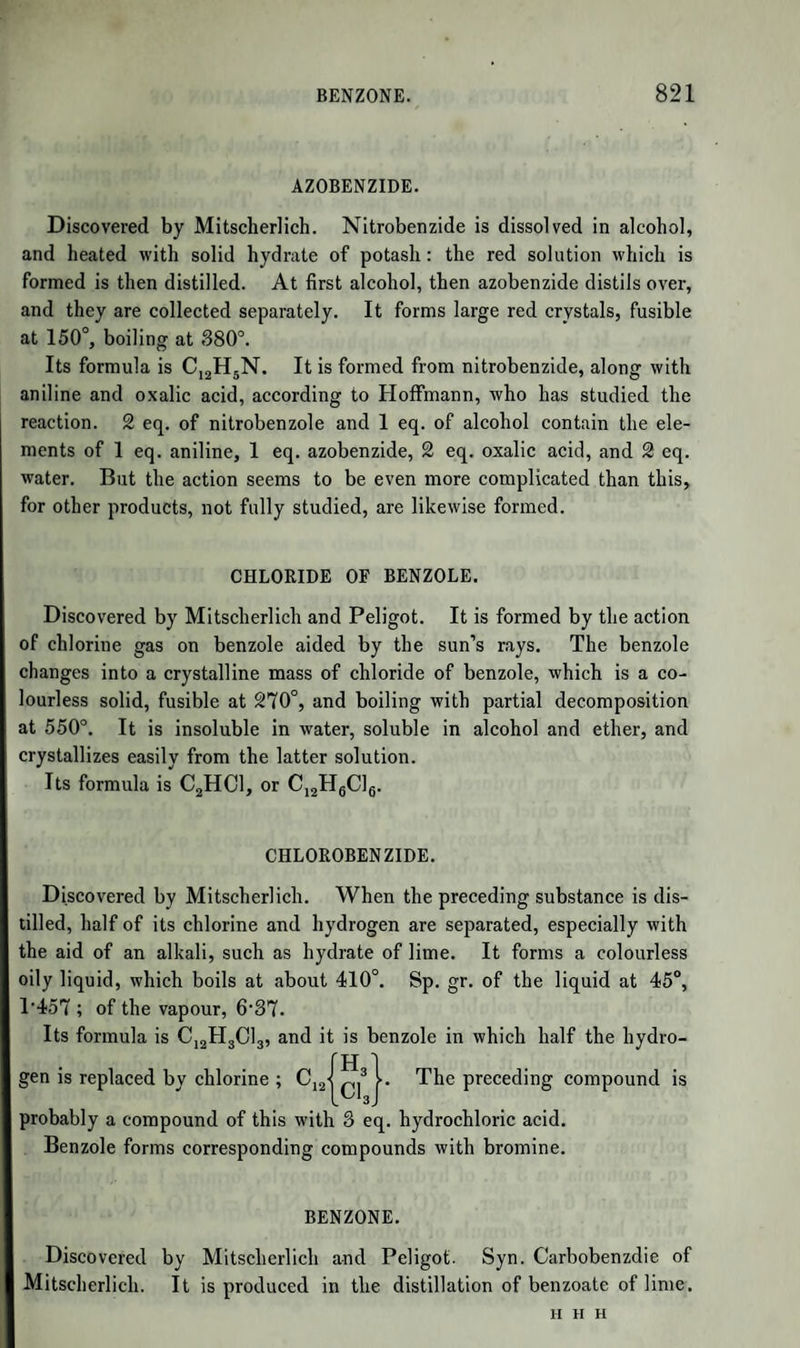 BENZONE. 821
AZOBENZIDE.
Discovered by Mitscherlich. Nitrobenzide is dissolved in alcohol,
and heated with solid hydrate of potash: the red solution which is
formed is then distilled. At first alcohol, then azobenzide distils over,
and they are collected separately. It forms large red crystals, fusible
at 150°, boiling at 380°.
Its formula is C₁₂H₅N. It is formed from nitrobenzide, along with
aniline and oxalic acid, according to Hoffmann, who has studied the
reaction. 2 eq. of nitrobenzole and 1 eq. of alcohol contain the ele-
ments of 1 eq. aniline, 1 eq. azobenzide, 2 eq. oxalic acid, and 2 eq.
water. But the action seems to be even more complicated than this,
for other products, not fully studied, are likewise formed.
CHLORIDE OF BENZOLE.
Discovered by Mitscherlich and Peligot. It is formed by the action
of chlorine gas on benzole aided by the sun's rays. The benzole
changes into a crystalline mass of chloride of benzole, which is a co-
lourless solid, fusible at 270°, and boiling with partial decomposition
at 550°. It is insoluble in water, soluble in alcohol and ether, and
crystallizes easily from the latter solution.
Its formula is C₂HCl, or C₁₂H₆Cl₆.
CHLOROBENZIDE.
Discovered by Mitscherlich. When the preceding substance is dis-
tilled, half of its chlorine and hydrogen are separated, especially with
the aid of an alkali, such as hydrate of lime. It forms a colourless
oily liquid, which boils at about 410°. Sp. gr. of the liquid at 45°,
1·457; of the vapour, 6·37.
Its formula is C₁₂H₃Cl₃, and it is benzole in which half the hydro-
gen is replaced by chlorine; C₁₂{H₃ Cl₃}. The preceding compound is
probably a compound of this with 3 eq. hydrochloric acid.
Benzole forms corresponding compounds with bromine.
BENZONE.
Discovered by Mitscherlich and Peligot. Syn. Carbobenzdie of
Mitscherlich. It is produced in the distillation of benzoate of lime.
H H H